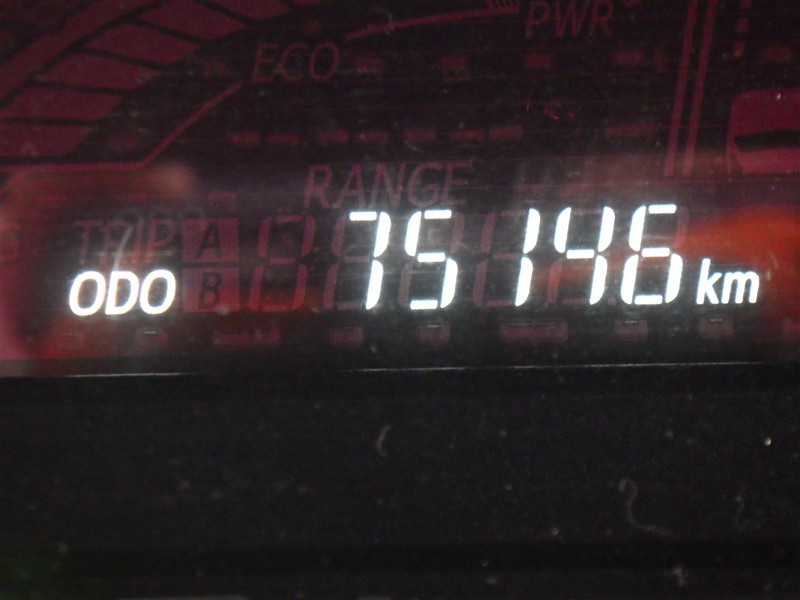 ECO PWR
RANGE
TRIP A
ODO B 75146 km